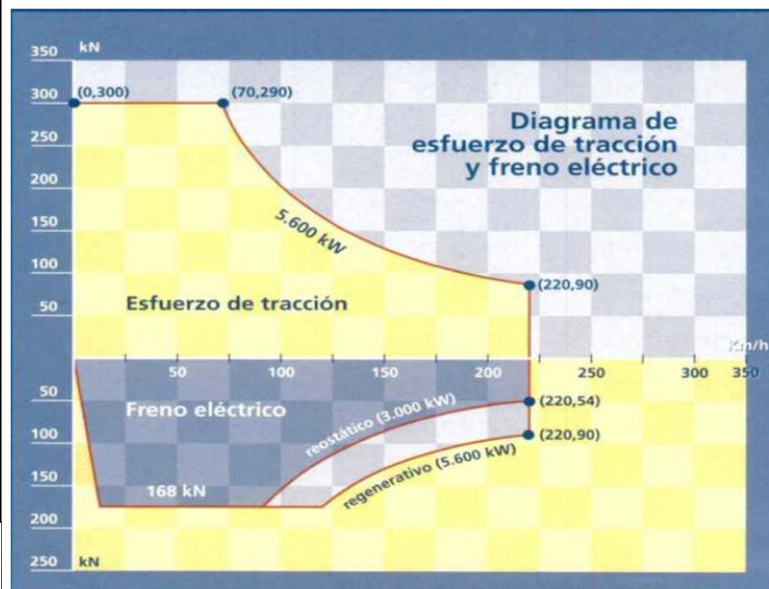 350 kN
(0,300) (70,290)
300
Diagrama de
esfuerzo de tracción
y freno eléctrico
250
200
5.600 kW
150
100
(220,90)
Esfuerzo de tracción
50
Km/h
50 100 150 200 250 300 350
50
Freno eléctrico
reostático (3.000 kW)
(220,54)
100
(220,90)
regenerativo (5.600 kW)
150
168 kN
200
250 kN